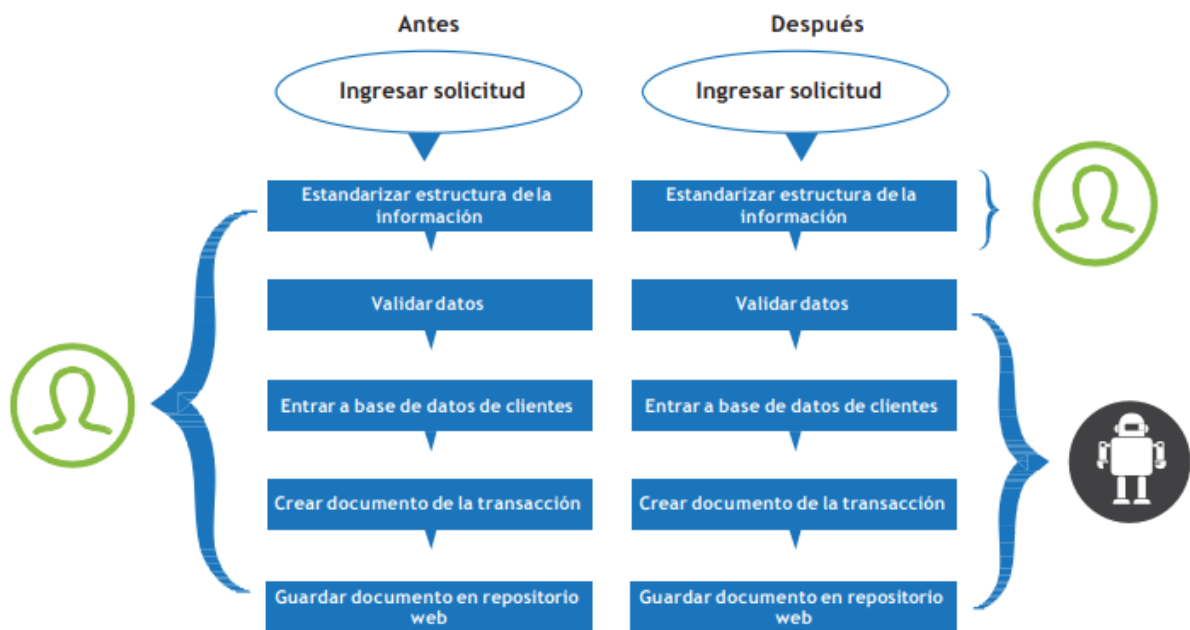 Antes
Ingresar solicitud
Estandarizar estructura de la
información
Validar datos
Entrar a base de datos de clientes
Crear documento de la transacción
Guardar documento en repositorio
web
Después
Ingresar solicitud
Estandarizar estructura de la
información
Validar datos
Entrar a base de datos de clientes
Crear documento de la transacción
Guardar documento en repositorio
web